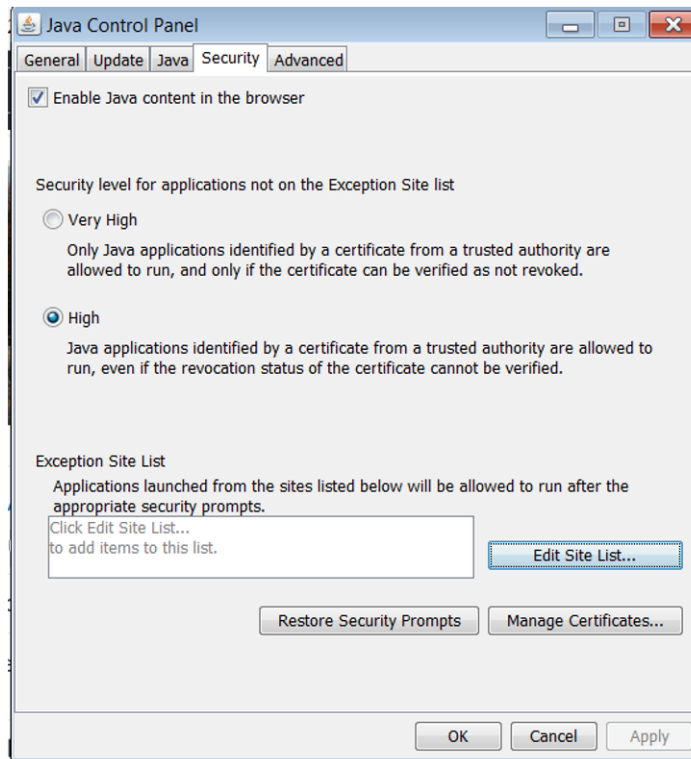 Java Control Panel
General Update Java Security Advanced
Enable Java content in the browser
Security level for applications not on the Exception Site list
Very High
Only Java applications identified by a certificate from a trusted authority are
allowed to run, and only if the certificate can be verified as not revoked.
High
Java applications identified by a certificate from a trusted authority are allowed to
run, even if the revocation status of the certificate cannot be verified.
Exception Site List
Applications launched from the sites listed below will be allowed to run after the
appropriate security prompts.
Click Edit Site List...
to add items to this list.
Edit Site List...
Restore Security Prompts Manage Certificates...
OK Cancel Apply